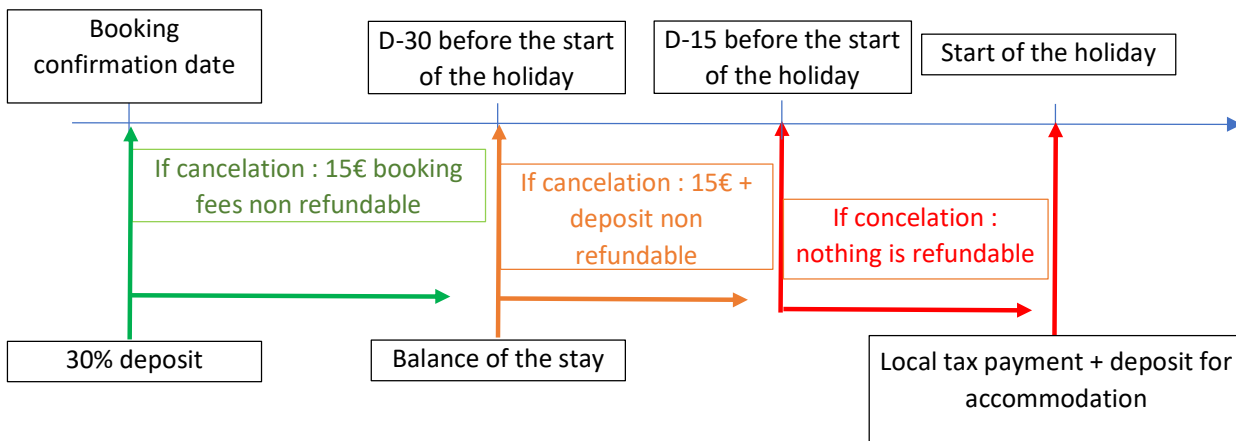 Booking
confirmation date
D-30 before the start
of the holiday
D-15 before the start
of the holiday
Start of the holiday
If cancelation : 15€ booking
fees non refundable
If cancelation : 15€ +
deposit non
refundable
If concelation :
nothing is refundable
30% deposit
Balance of the stay
Local tax payment + deposit for
accommodation